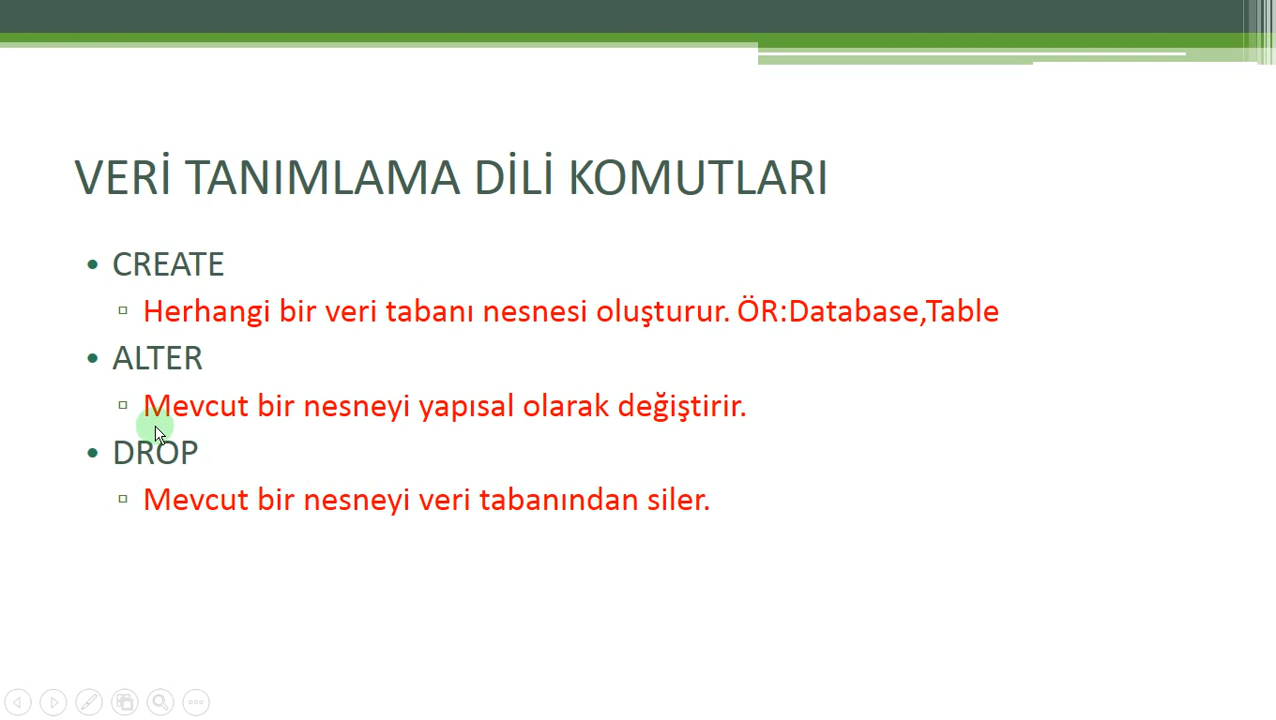 VERİ TANIMLAMA DİLİ KOMUTLARI
CREATE
Herhangi bir veri tabanı nesnesi oluşturur. ÖR:Database,Table
ALTER
Mevcut bir nesneyi yapısal olarak değiştirir.
DROP
Mevcut bir nesneyi veri tabanından siler.